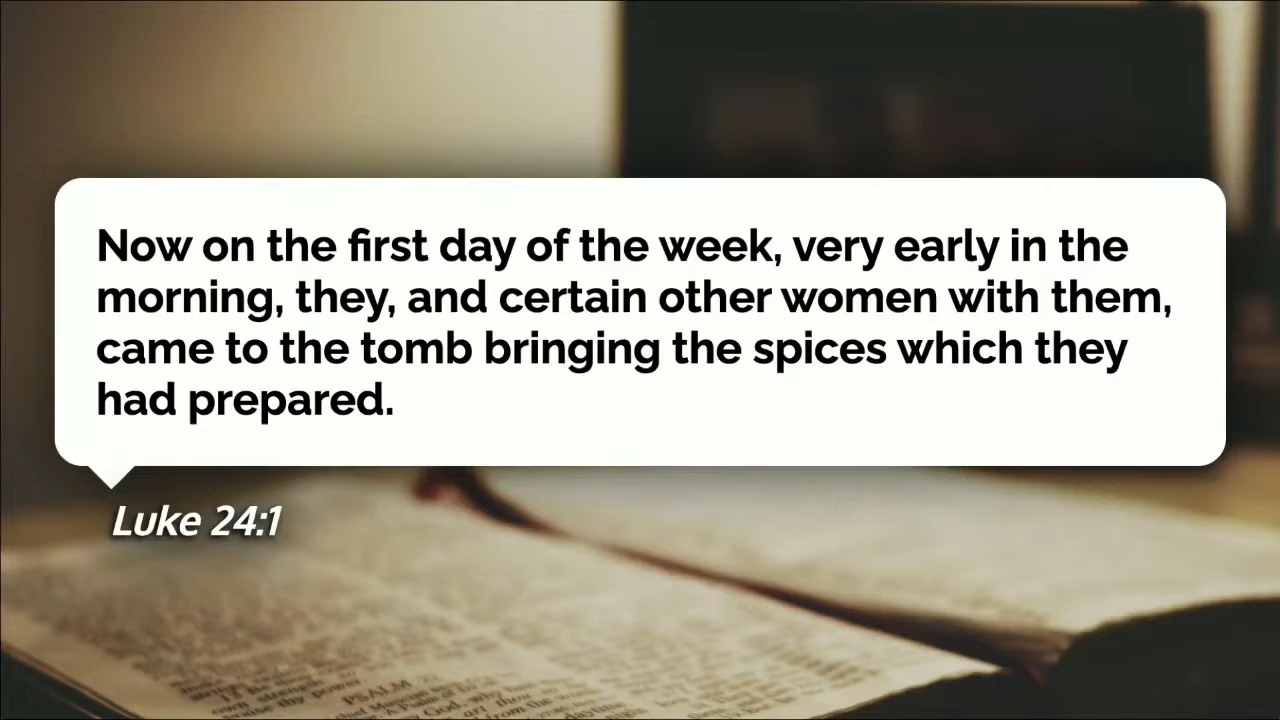 Now on the first day of the week, very early in the
morning, they, and certain other women with them,
came to the tomb bringing the spices which they
had prepared.
Luke 24:1
PSALM